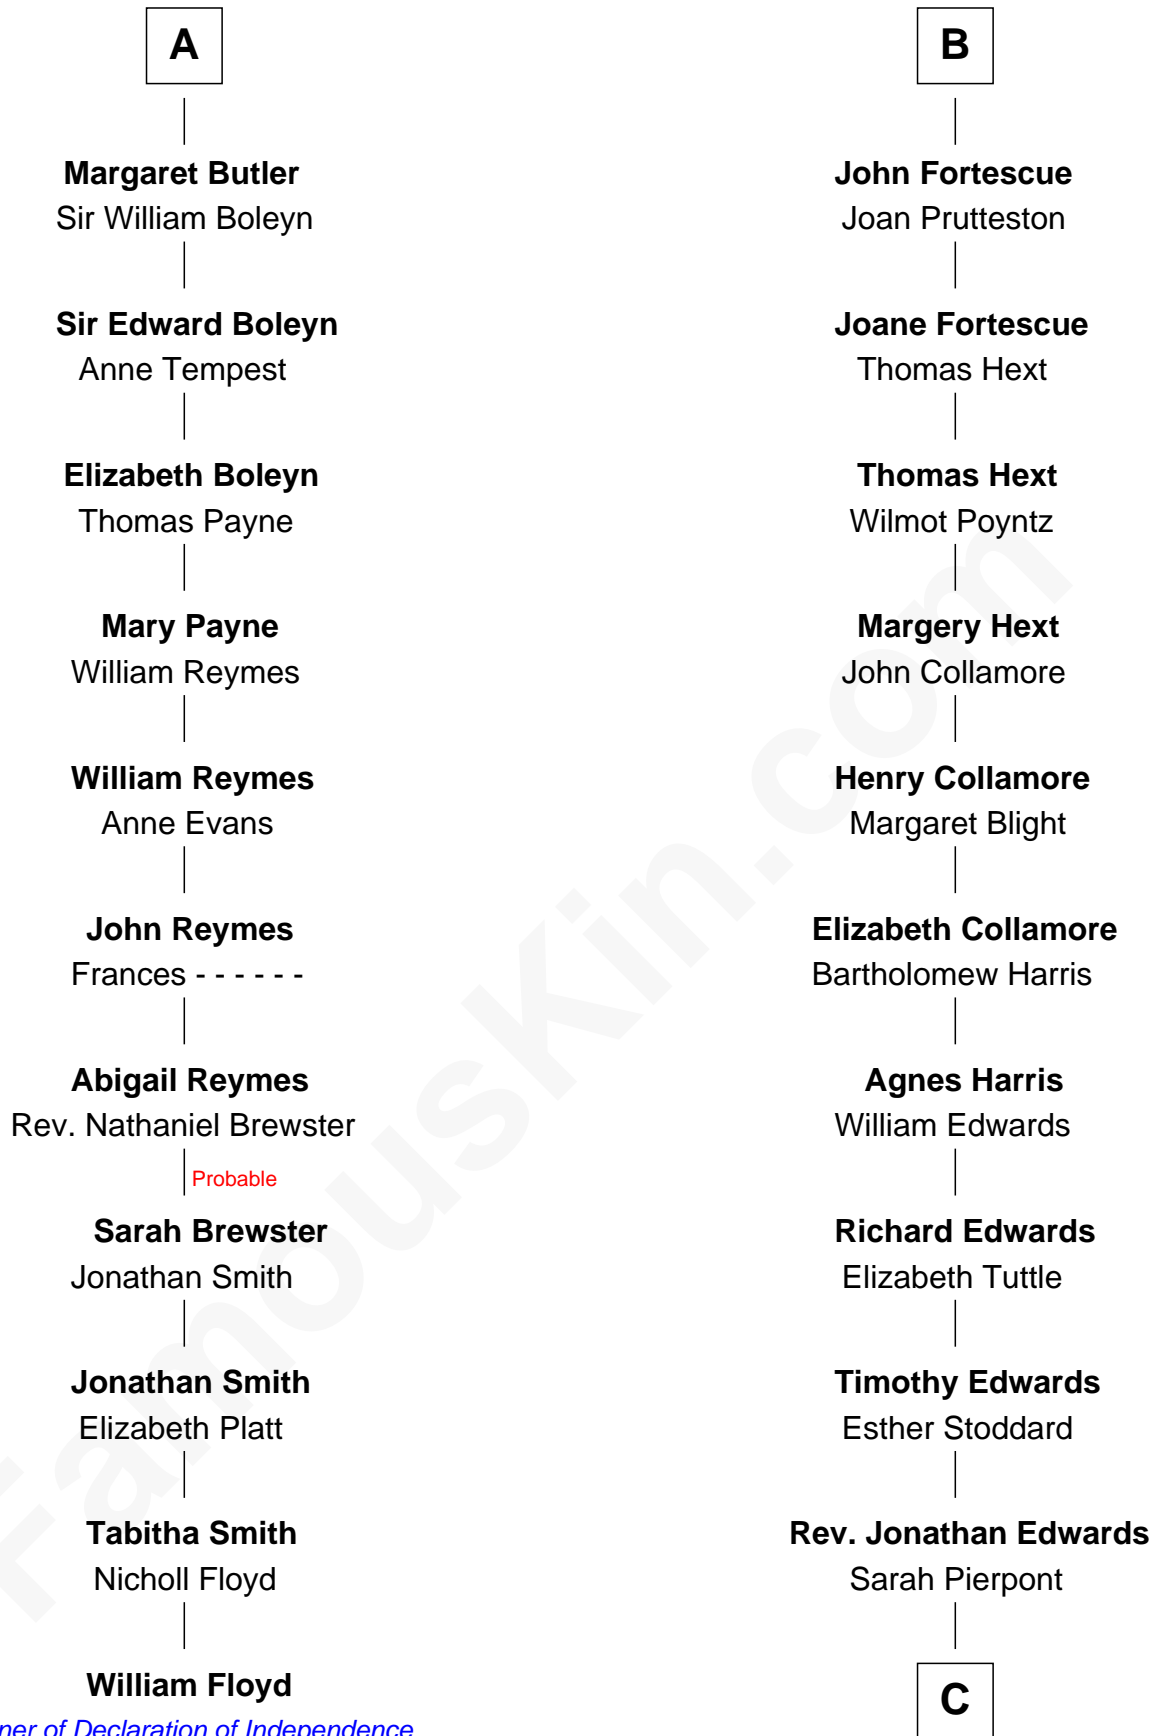 A
Margaret Butler
Sir William Boleyn
Sir Edward Boleyn
Anne Tempest
Elizabeth Boleyn
Thomas Payne
Mary Payne
William Reymes
William Reymes
Anne Evans
John Reymes
Frances - - - - - -
Abigail Reymes
Rev. Nathaniel Brewster
Probable
Sarah Brewster
Jonathan Smith
Jonathan Smith
Elizabeth Platt
Tabitha Smith
Nicholl Floyd
William Floyd
of Declaration of Independence
B
John Fortescue
Joan Prutteston
Joane Fortescue
Thomas Hext
Thomas Hext
Wilmot Poyntz
Margery Hext
John Collamore
Henry Collamore
Margaret Blight
Elizabeth Collamore
Bartholomew Harris
Agnes Harris
William Edwards
Richard Edwards
Elizabeth Tuttle
Timothy Edwards
Esther Stoddard
Rev. Jonathan Edwards
Sarah Pierpont
C
FamousKin.com